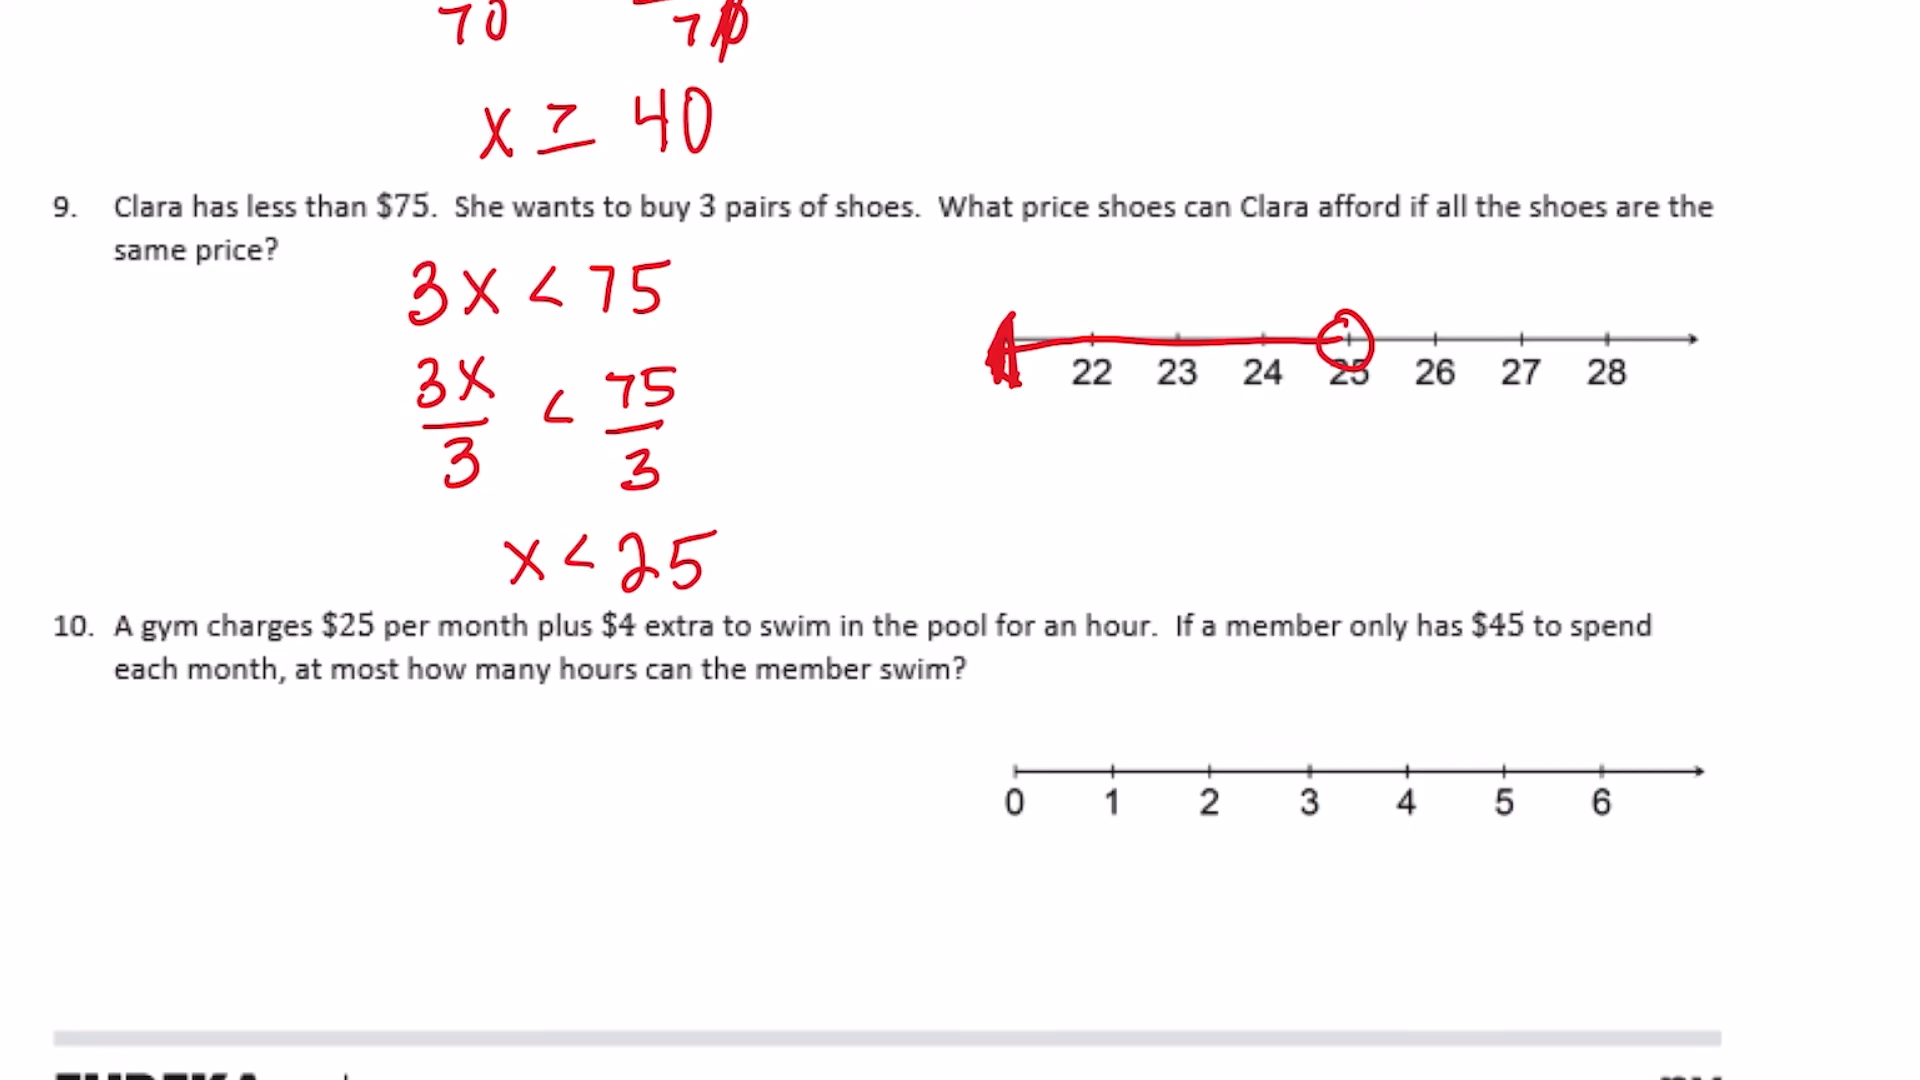 70 70
x ≥ 40
9. Clara has less than $75. She wants to buy 3 pairs of shoes. What price shoes can Clara afford if all the shoes are the
same price?
3x < 75
22 23 24 25 26 27 28
3x/3 < 75/3
x < 25
10. A gym charges $25 per month plus $4 extra to swim in the pool for an hour. If a member only has $45 to spend
each month, at most how many hours can the member swim?
0 1 2 3 4 5 6